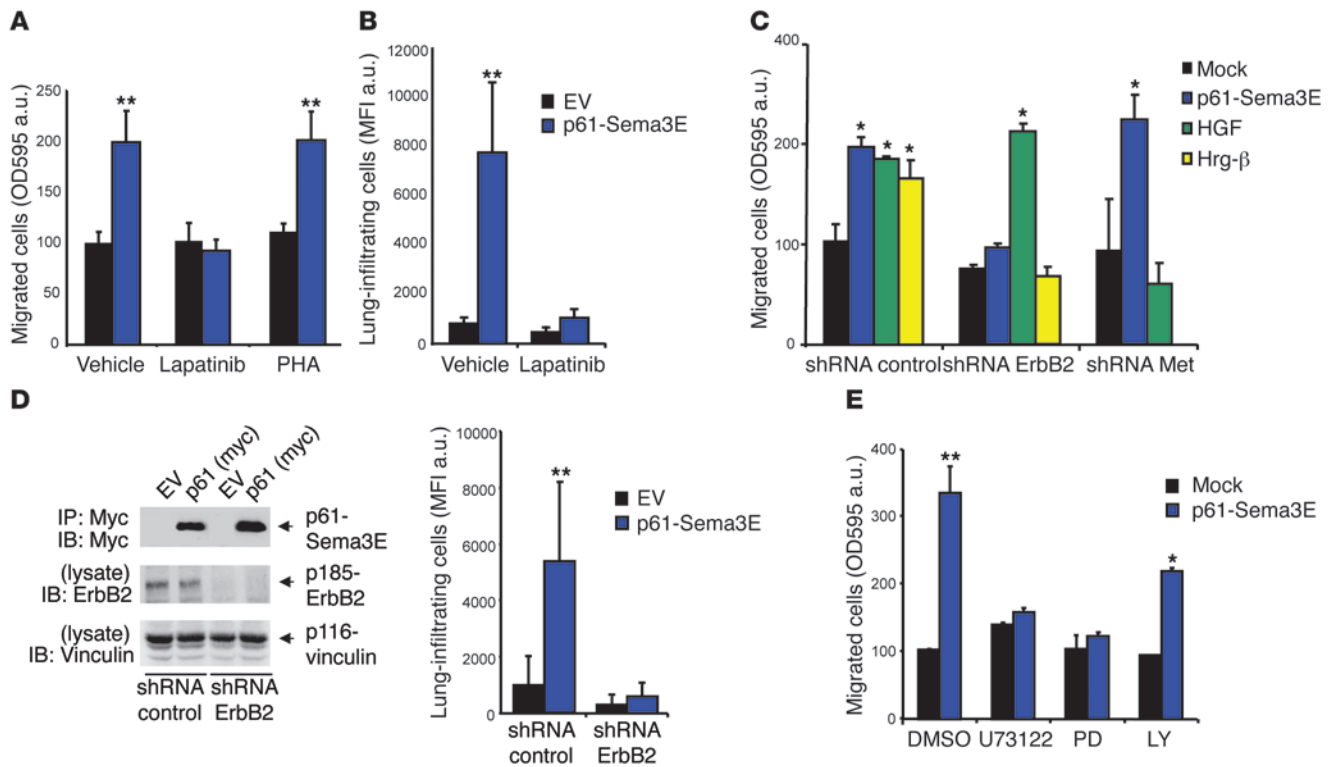 A
Migrated cells (OD595 a.u.)
250
200
150
100
50
0
**
**
Vehicle
Lapatinib
PHA
B
Lung-infiltrating cells (MFI a.u.)
12000
10000
8000
6000
4000
2000
0
**
EV
p61-Sema3E
Vehicle
Lapatinib
C
Migrated cells (OD595 a.u.)
400
200
200
0
*
*
*
*
*
Mock
p61-Sema3E
HGF
Hrg-β
shRNA control
shRNA ErbB2
shRNA Met
D
EV
p61 (myc)
EV
p61 (myc)
IP: Myc
IB: Myc
p61-
Sema3E
(lysate)
IB: ErbB2
p185-
ErbB2
(lysate)
IB: Vinculin
p116-
vinculin
shRNA
control
shRNA
ErbB2
Lung-infiltrating cells (MFI a.u.)
10000
8000
6000
4000
2000
0
**
EV
p61-Sema3E
shRNA
control
shRNA
ErbB2
E
Migrated cells (OD595 a.u.)
400
300
200
100
0
**
*
Mock
p61-Sema3E
DMSO
U73122
PD
LY